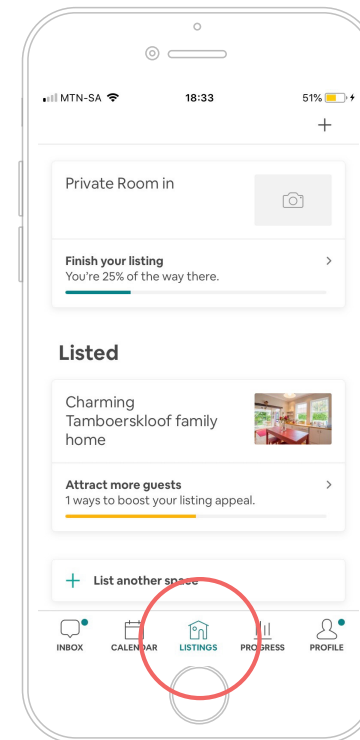 MTN-SA 18:33 51%
+
Private Room in
Finish your listing
You're 25% of the way there.
Listed
Charming
Tamboerskloof family
home
Attract more guests
1 ways to boost your listing appeal.
+ List another space
INBOX CALENDAR LISTINGS PROGRESS PROFILE